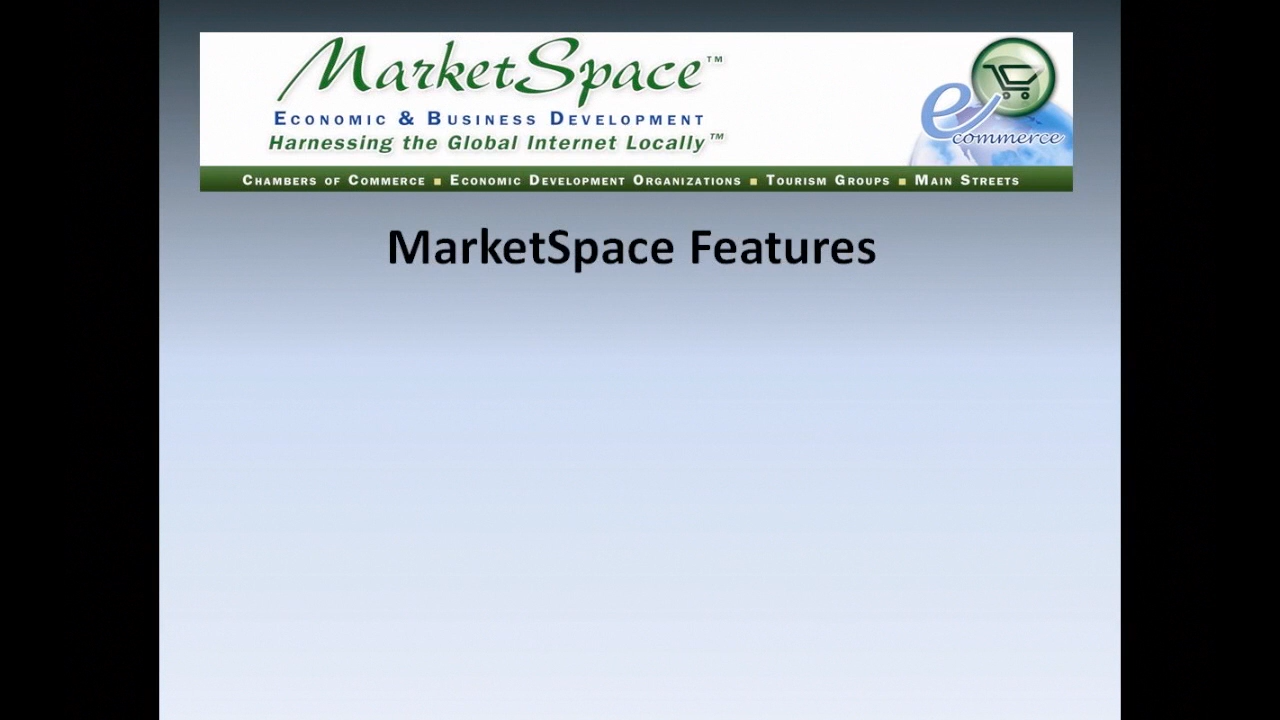 MarketSpace™
Economic & Business Development
Harnessing the Global Internet Locally™
e commerce
Chambers of Commerce ▪ Economic Development Organizations ▪ Tourism Groups ▪ Main Streets
MarketSpace Features